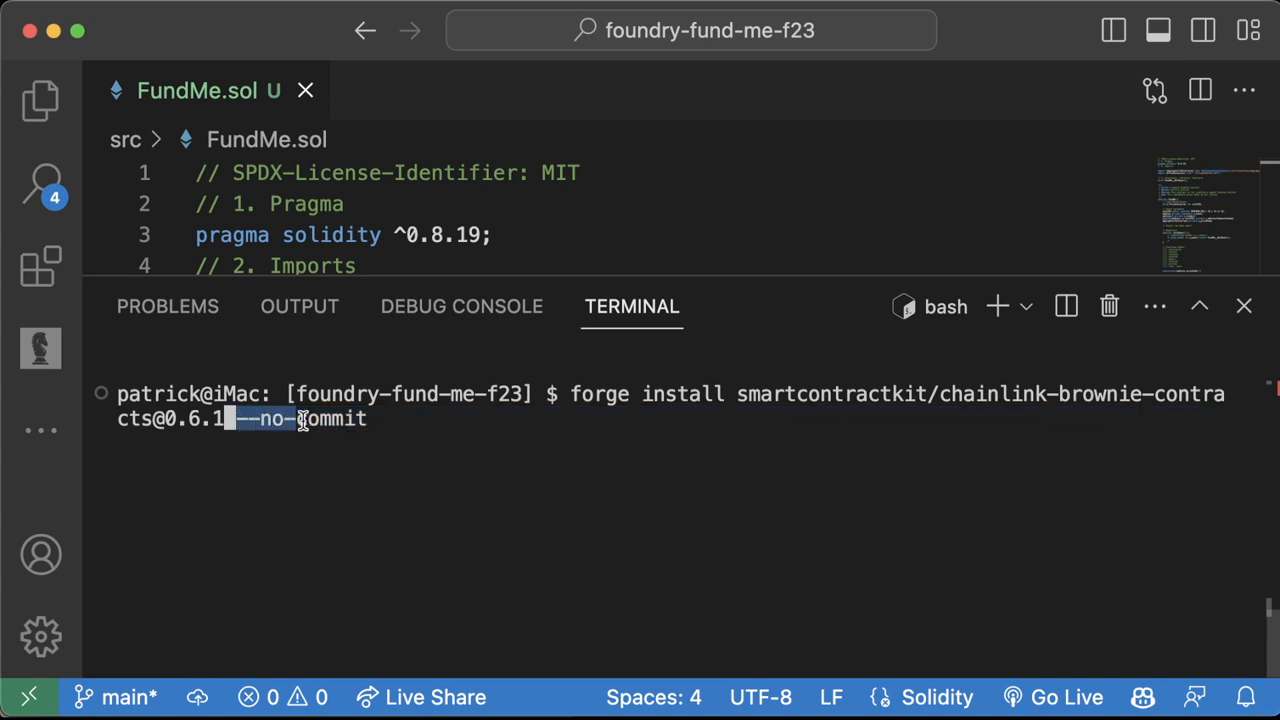 foundry-fund-me-f23
FundMe.sol U
src > FundMe.sol
4
1 // SPDX-License-Identifier: MIT
2 // 1. Pragma
3 pragma solidity ^0.8.19;
4 // 2. Imports
PROBLEMS OUTPUT DEBUG CONSOLE TERMINAL bash
patrick@iMac: [foundry-fund-me-f23] $ forge install smartcontractkit/chainlink-brownie-contra
cts@0.6.1 --no-commit
main* 0 0 Live Share Spaces: 4 UTF-8 LF Solidity Go Live